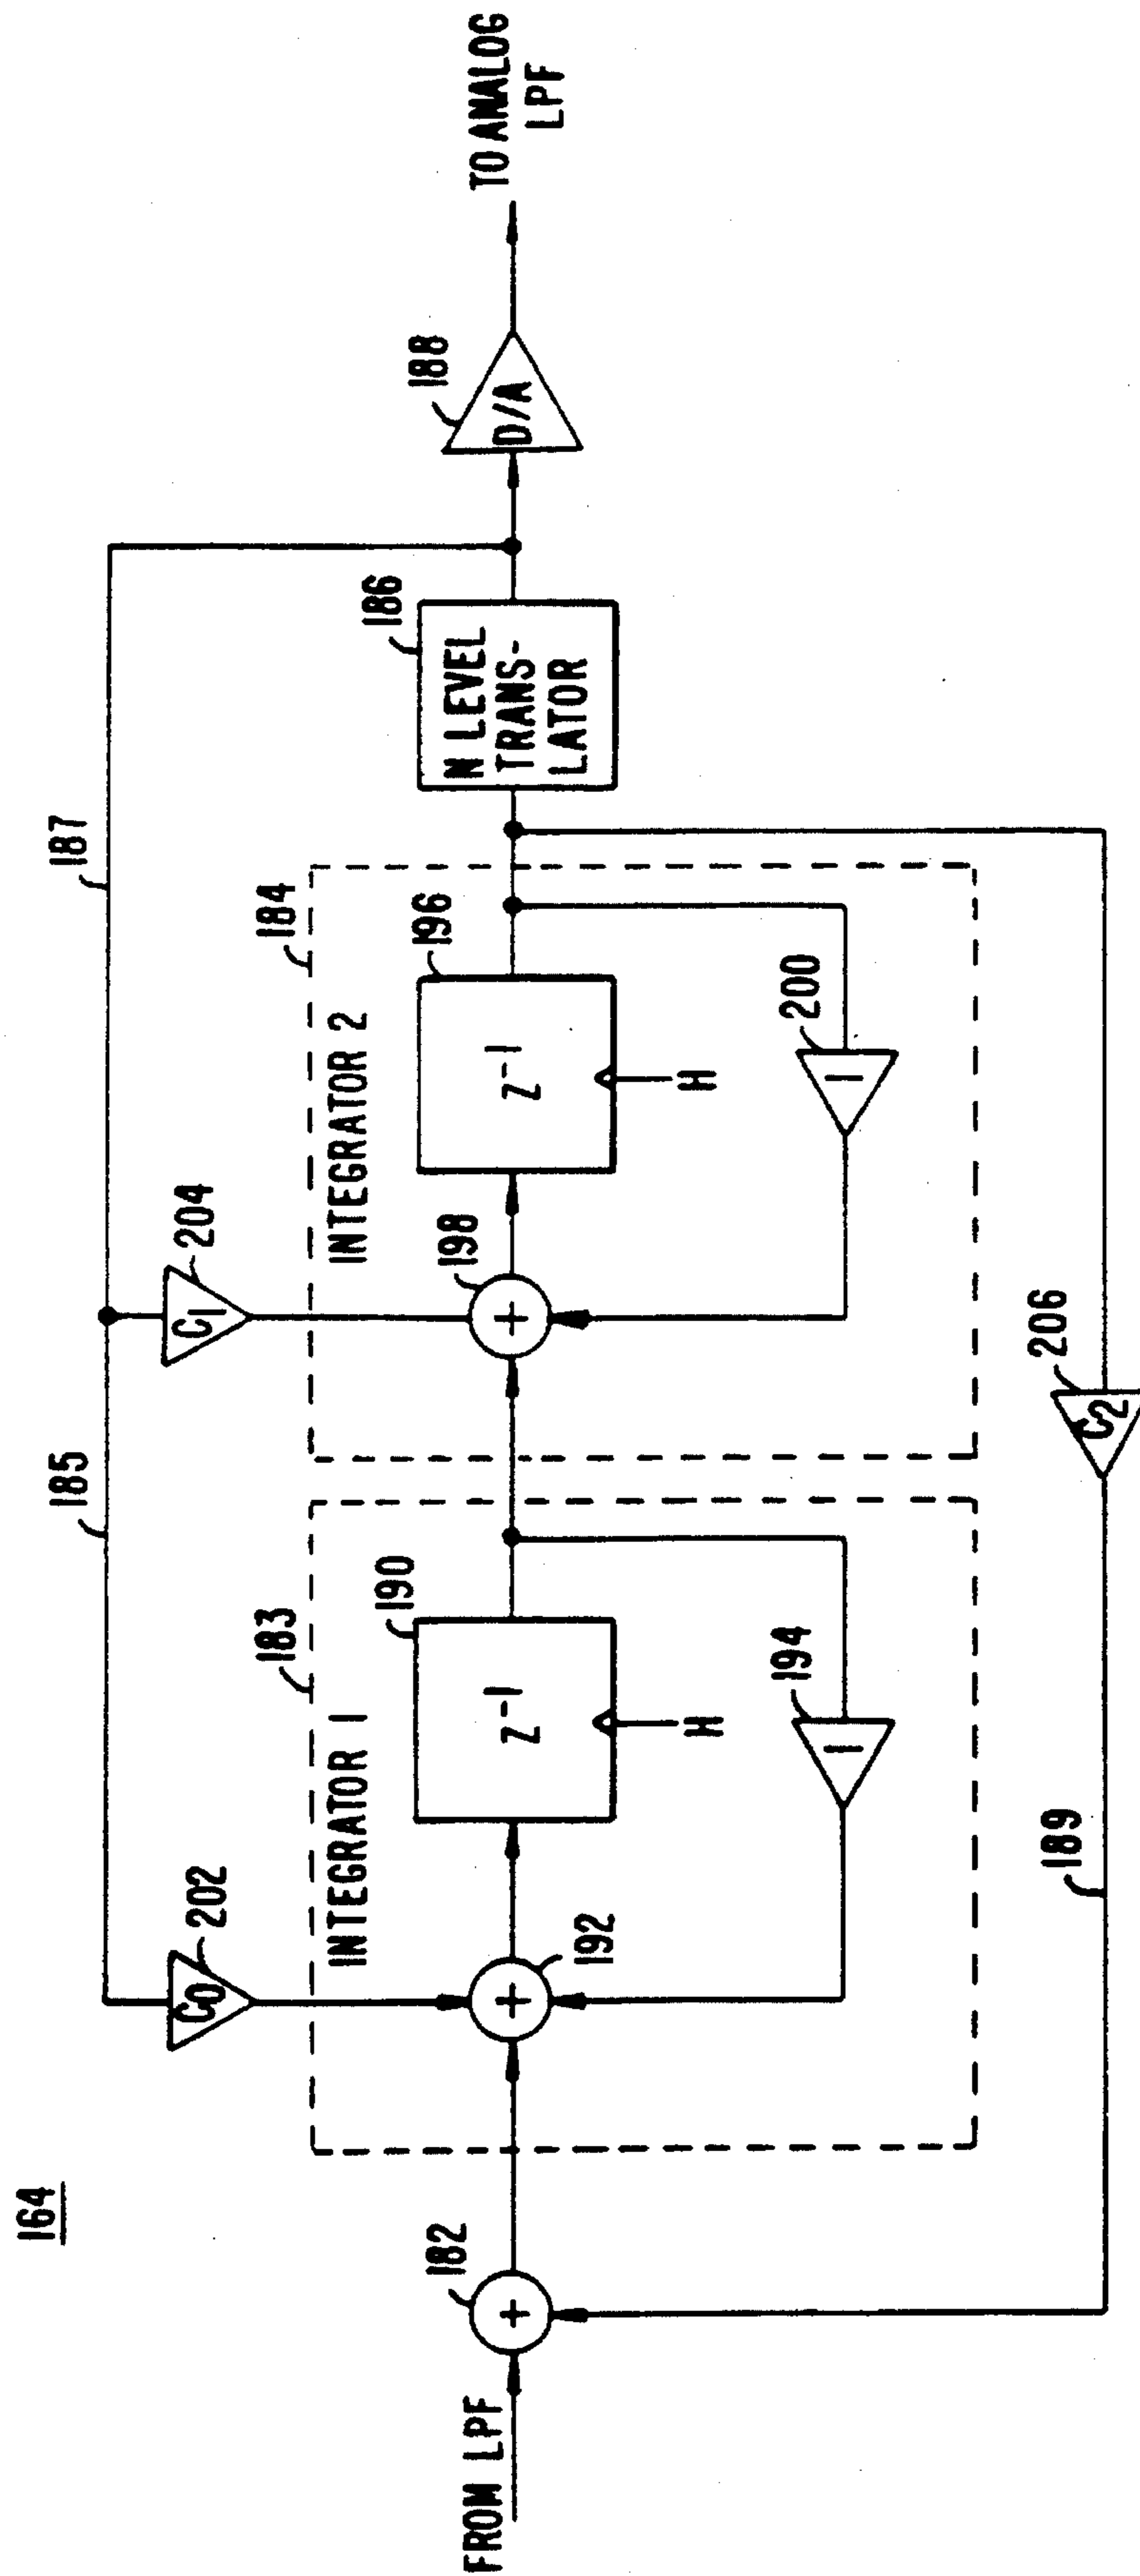 164
185
187
C0
202
C1
204
183
184
INTEGRATOR 1
INTEGRATOR 2
FROM LPF
182
+
+
192
Z-1
190
H
1
194
+
198
Z-1
196
H
1
200
N LEVEL
TRANS-
LATOR
186
D/A
188
TO ANALOG
LPF
189
C2
206